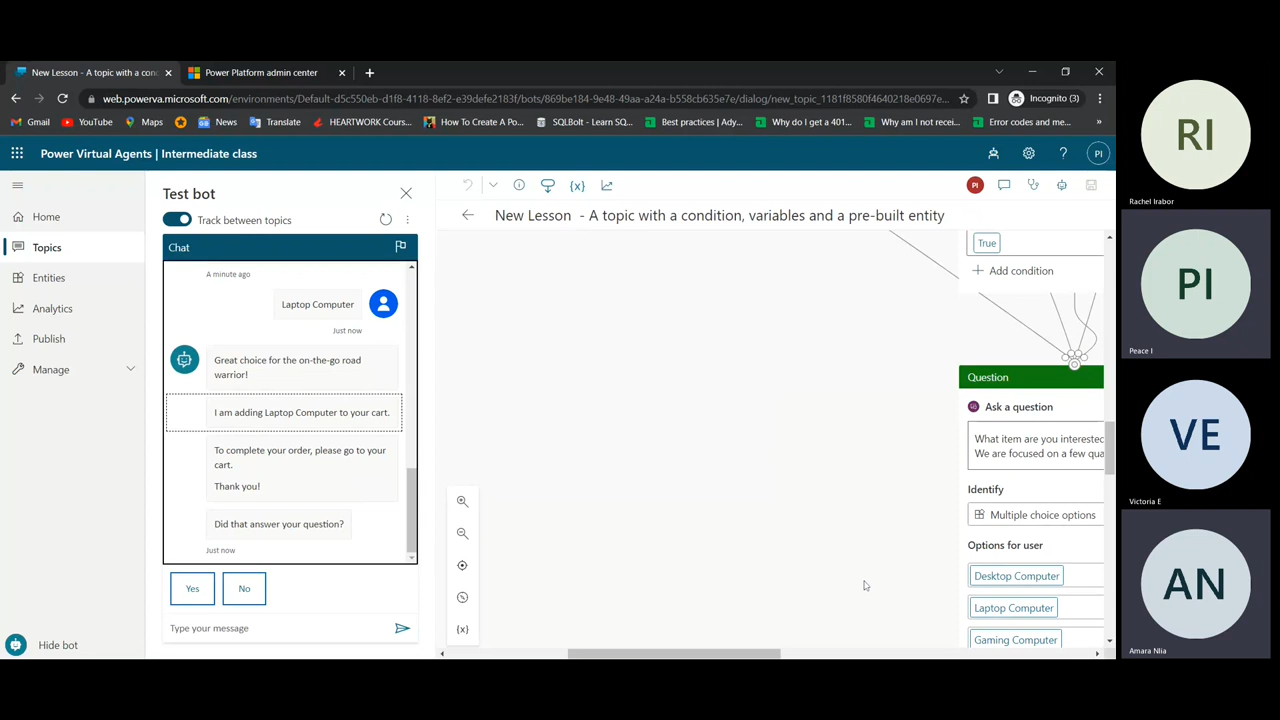 New Lesson - A topic with a con
Power Platform admin center
web.powerva.microsoft.com/environments/Default-d5c550eb-d1f8-4118-8ef2-e39defe2183f/bots/869be184-9e48-49aa-a24a-b558cb635e7e/dialog/new_topic_1181f8580f4640218e0697e...
Incognito (3)
Gmail
YouTube
Maps
News
Translate
HEARTWORK Cours...
How To Create A Po...
SQLBolt - Learn SQ...
Best practices | Ady...
Why do I get a 401...
Why am I not recei...
Error codes and me...
»
Power Virtual Agents | Intermediate class
PI
Home
Topics
Entities
Analytics
Publish
Manage
Hide bot
Test bot
Track between topics
Chat
A minute ago
Laptop Computer
Just now
Great choice for the on-the-go road
warrior!
I am adding Laptop Computer to your cart.
To complete your order, please go to your
cart.
Thank you!
Did that answer your question?
Just now
Yes
No
Type your message
{x}
PI
New Lesson - A topic with a condition, variables and a pre-built entity
True
Add condition
Question
Ask a question
What item are you interested
We are focused on a few qua
Identify
Multiple choice options
Options for user
Desktop Computer
Laptop Computer
Gaming Computer
{x}
RI
Rachel Irabor
PI
Peace I
VE
Victoria E
AN
Amara Nlia